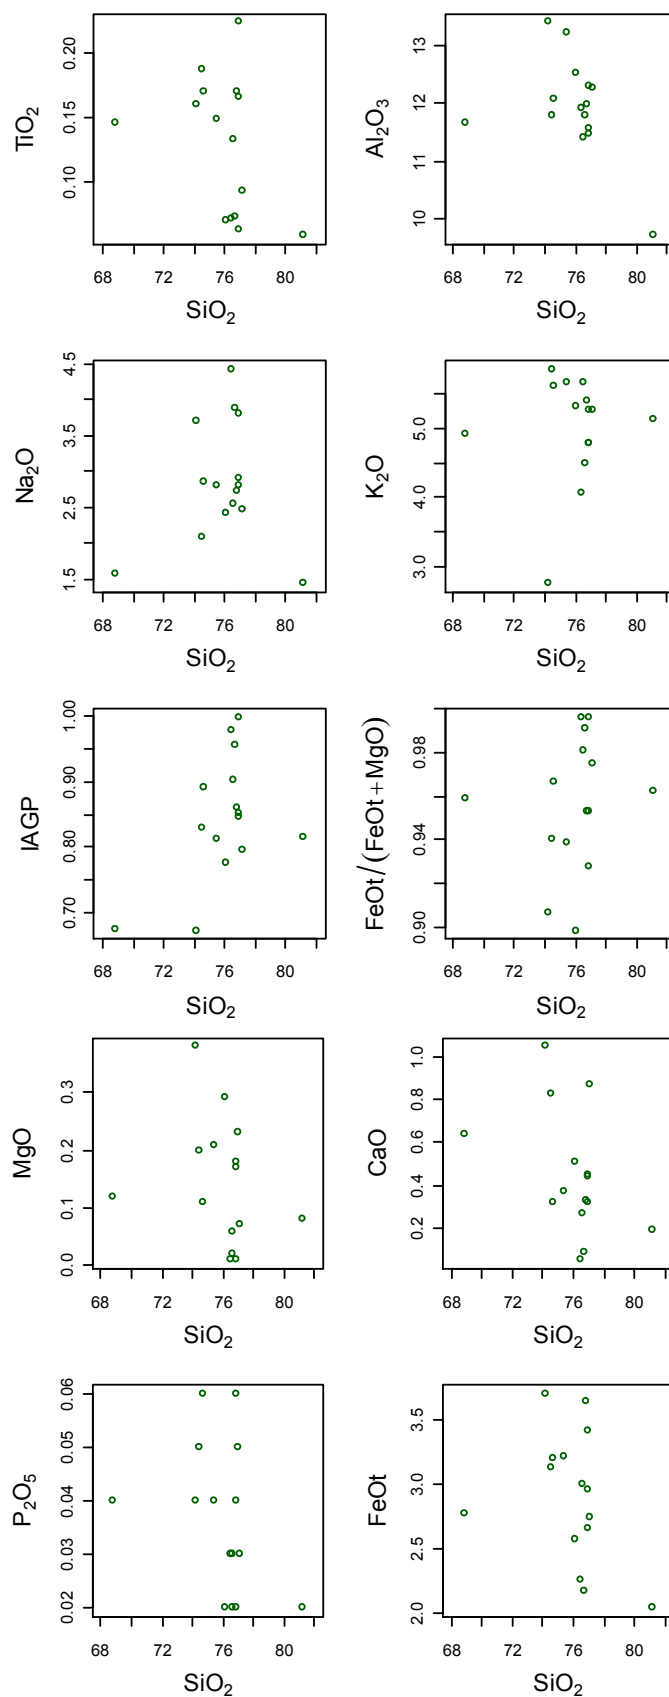 TiO₂
0.20
0.15
0.10
68 72 76 80
SiO₂
Al₂O₃
13
12
11
10
68 72 76 80
SiO₂
Na₂O
4.5
3.5
2.5
1.5
68 72 76 80
SiO₂
K₂O
5.0
4.0
3.0
68 72 76 80
SiO₂
IAGP
1.00
0.90
0.80
0.70
68 72 76 80
SiO₂
FeOt/(FeOt+MgO)
0.98
0.94
0.90
68 72 76 80
SiO₂
MgO
0.3
0.2
0.1
0.0
68 72 76 80
SiO₂
CaO
1.0
0.8
0.6
0.4
0.2
68 72 76 80
SiO₂
P₂O₅
0.06
0.05
0.04
0.03
0.02
68 72 76 80
SiO₂
FeOt
3.5
3.0
2.5
2.0
68 72 76 80
SiO₂